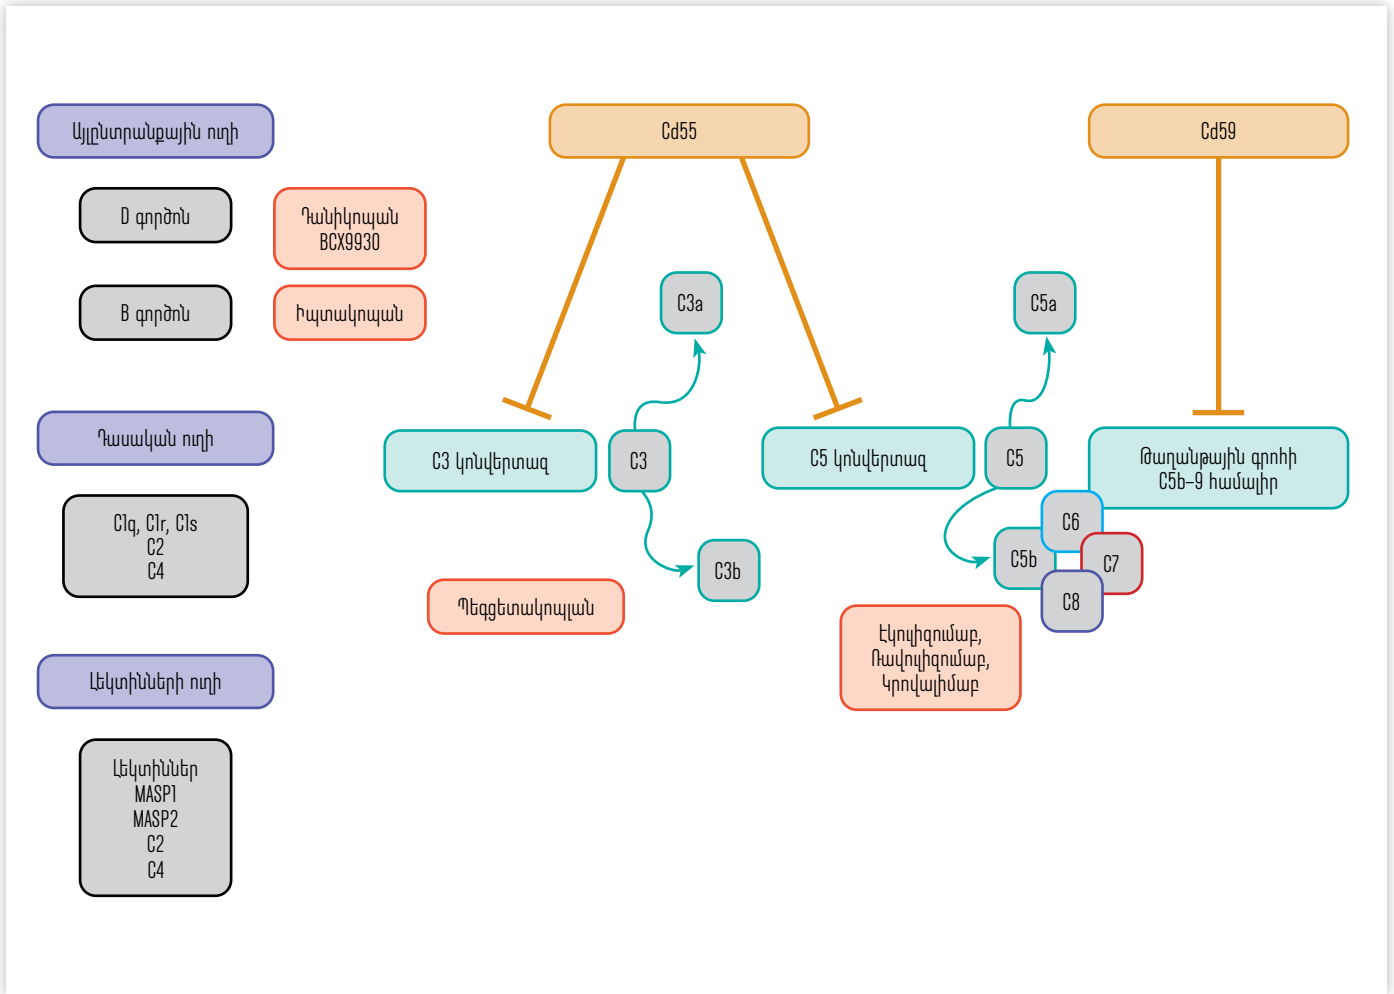 Այլընտրանքային ուղի
Cd55
Cd59
D գործոն
Դանիկոպան
BCX9930
B գործոն
Իպտակոպան
C3a
C5a
Դասական ուղի
C3 կոնվերտազ
C3
C5 կոնվերտազ
C5
Թաղանթային գրոհի
C5b–9 համալիր
C1q, C1r, C1s
C2
C4
C6
C5b
C7
C8
C3b
Պեգցետակոպլան
Էկուլիզումաբ,
Ռավուլիզումաբ,
Կրովալիմաբ
Լեկտինների ուղի
Լեկտիններ
MASP1
MASP2
C2
C4